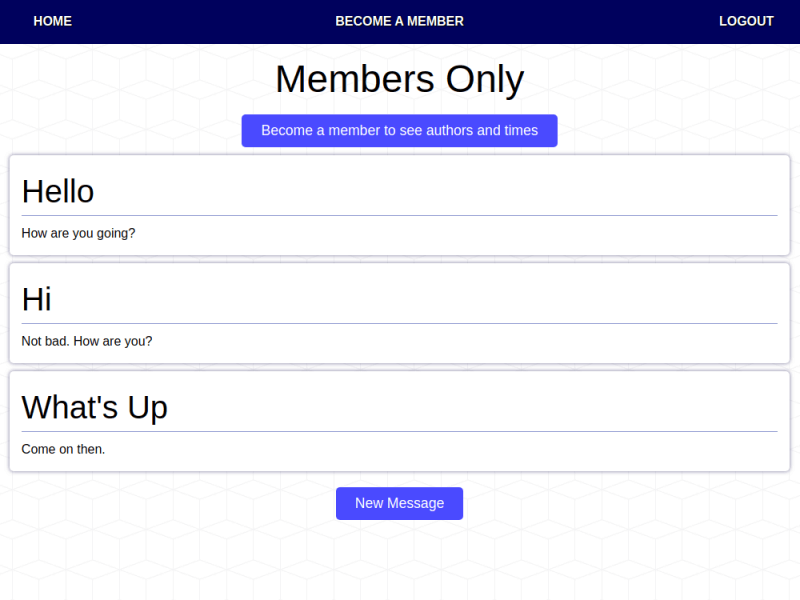 HOME BECOME A MEMBER LOGOUT
Members Only
Become a member to see authors and times
Hello
How are you going?
Hi
Not bad. How are you?
What's Up
Come on then.
New Message